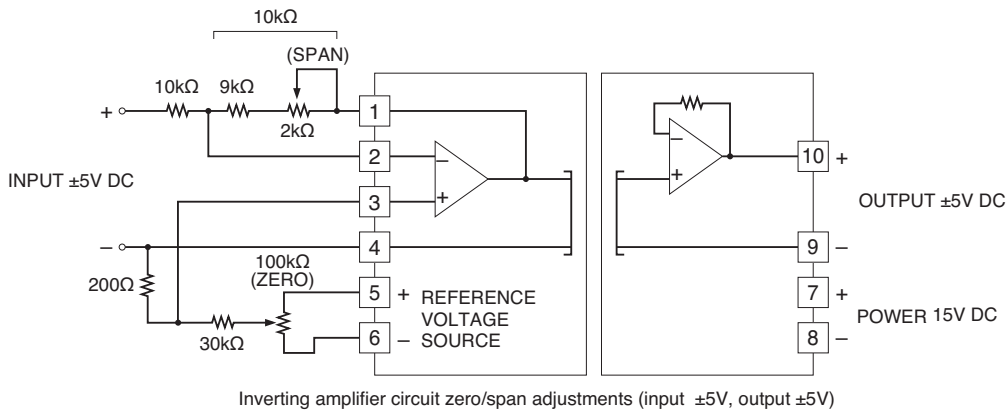 10kΩ
(SPAN)
10kΩ 9kΩ
2kΩ
+
1
2
−
3
+
4
−
INPUT ±5V DC
200Ω
100kΩ
(ZERO)
30kΩ
5 + REFERENCE
VOLTAGE
6 − SOURCE
−
+
10 +
OUTPUT ±5V DC
9 −
7 +
POWER 15V DC
8 −
Inverting amplifier circuit zero/span adjustments (input ±5V, output ±5V)